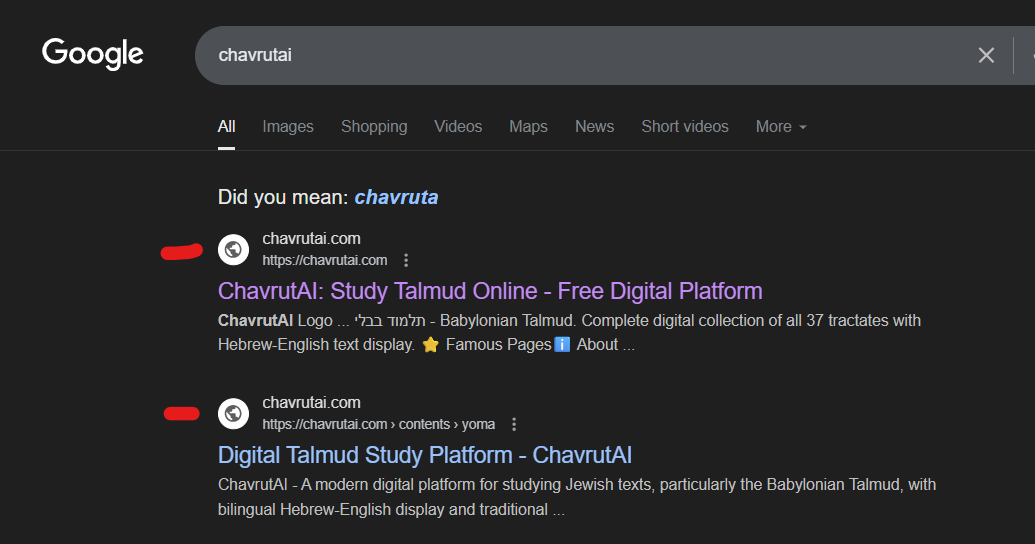 Google
chavrutai
All Images Shopping Videos Maps News Short videos More
Did you mean: chavruta
chavrutai.com
https://chavrutai.com
ChavrutAI: Study Talmud Online - Free Digital Platform
ChavrutAI Logo ... תלמוד בבלי - Babylonian Talmud. Complete digital collection of all 37 tractates with
Hebrew-English text display. ⭐ Famous Pagesℹ️ About ...
chavrutai.com
https://chavrutai.com › contents › yoma
Digital Talmud Study Platform - ChavrutAI
ChavrutAI - A modern digital platform for studying Jewish texts, particularly the Babylonian Talmud, with
bilingual Hebrew-English display and traditional ...